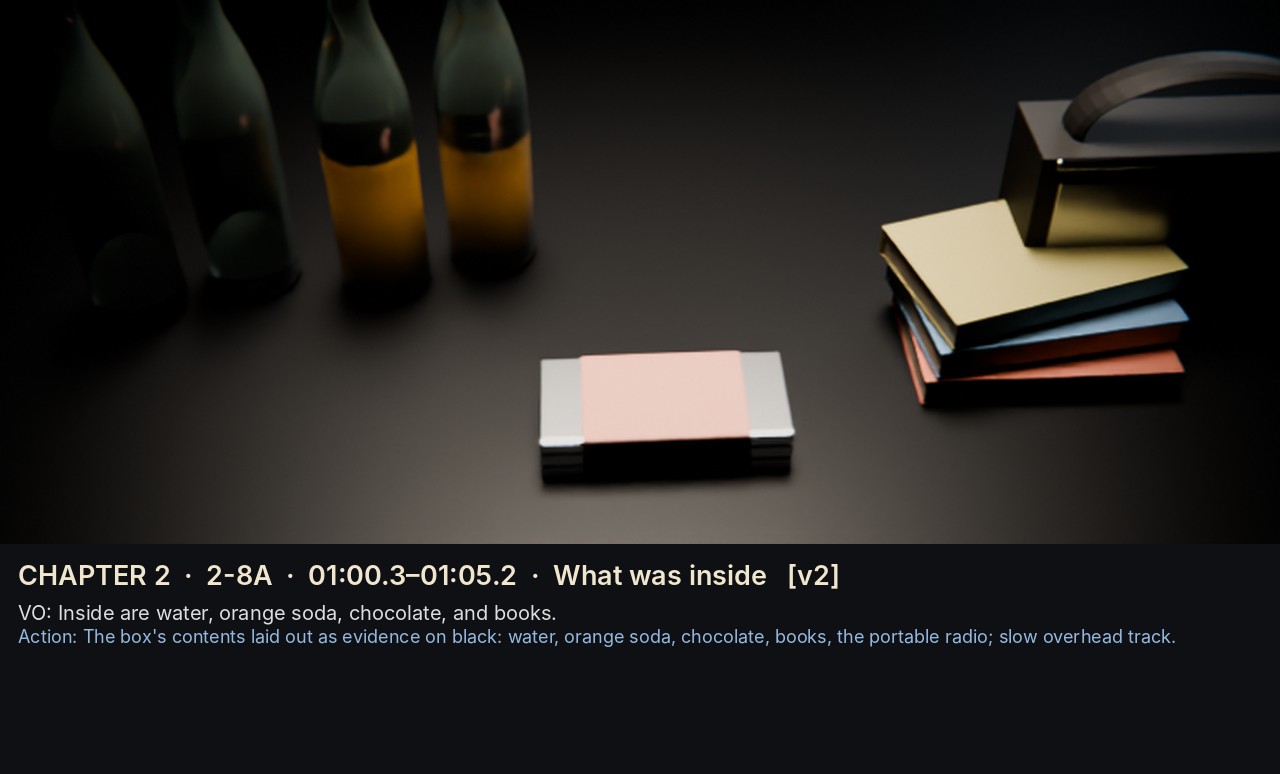 CHAPTER 2 · 2-8A · 01:00.3–01:05.2 · What was inside [v2]
VO: Inside are water, orange soda, chocolate, and books.
Action: The box's contents laid out as evidence on black: water, orange soda, chocolate, books, the portable radio; slow overhead track.